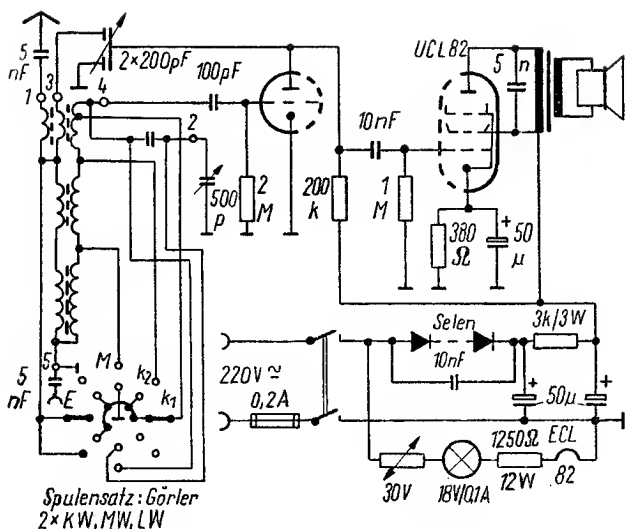 5
nF
1
3
2×200pF
4
100pF
2
500
p
2
M
10nF
200
k
1
M
UCL82
5 n
380
Ω
+
50
μ
5
5
nF
E
M
k₂
k₁
220V ≂
0,2A
Selen
10nF
3k/3W
+
50μ
+
30V
18V/0,1A
1250Ω
12W
ECL
82
Spulensatz: Görler
2×KW, MW, LW